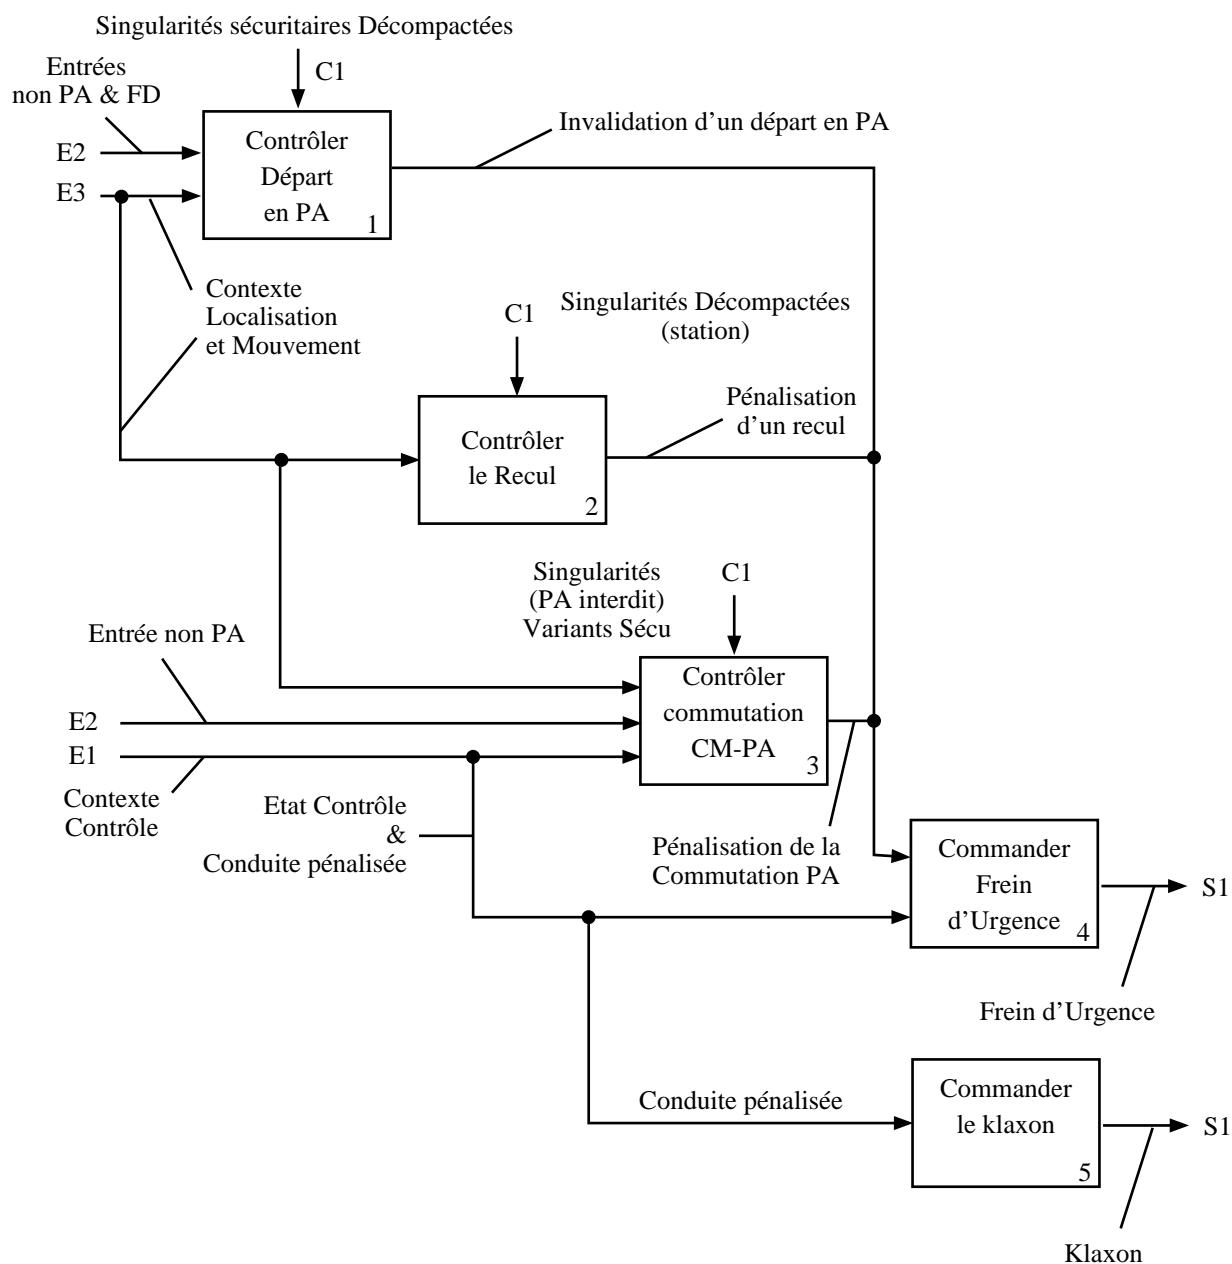 Singularités sécuritaires Décompactées
C1
Entrées
non PA & FD
E2
E3
Contrôler
Départ
en PA
1
Invalidation d’un départ en PA
Contexte
Localisation
et Mouvement
C1
Singularités Décompactées
(station)
Contrôler
le Recul
2
Pénalisation
d’un recul
Singularités
(PA interdit)
Variants Sécu
C1
Entrée non PA
E2
E1
Contrôler
commutation
CM-PA
3
Contexte
Contrôle
Etat Contrôle
&
Conduite pénalisée
Pénalisation de la
Commutation PA
Commander
Frein
d’Urgence
4
S1
Frein d’Urgence
Conduite pénalisée
Commander
le klaxon
5
S1
Klaxon